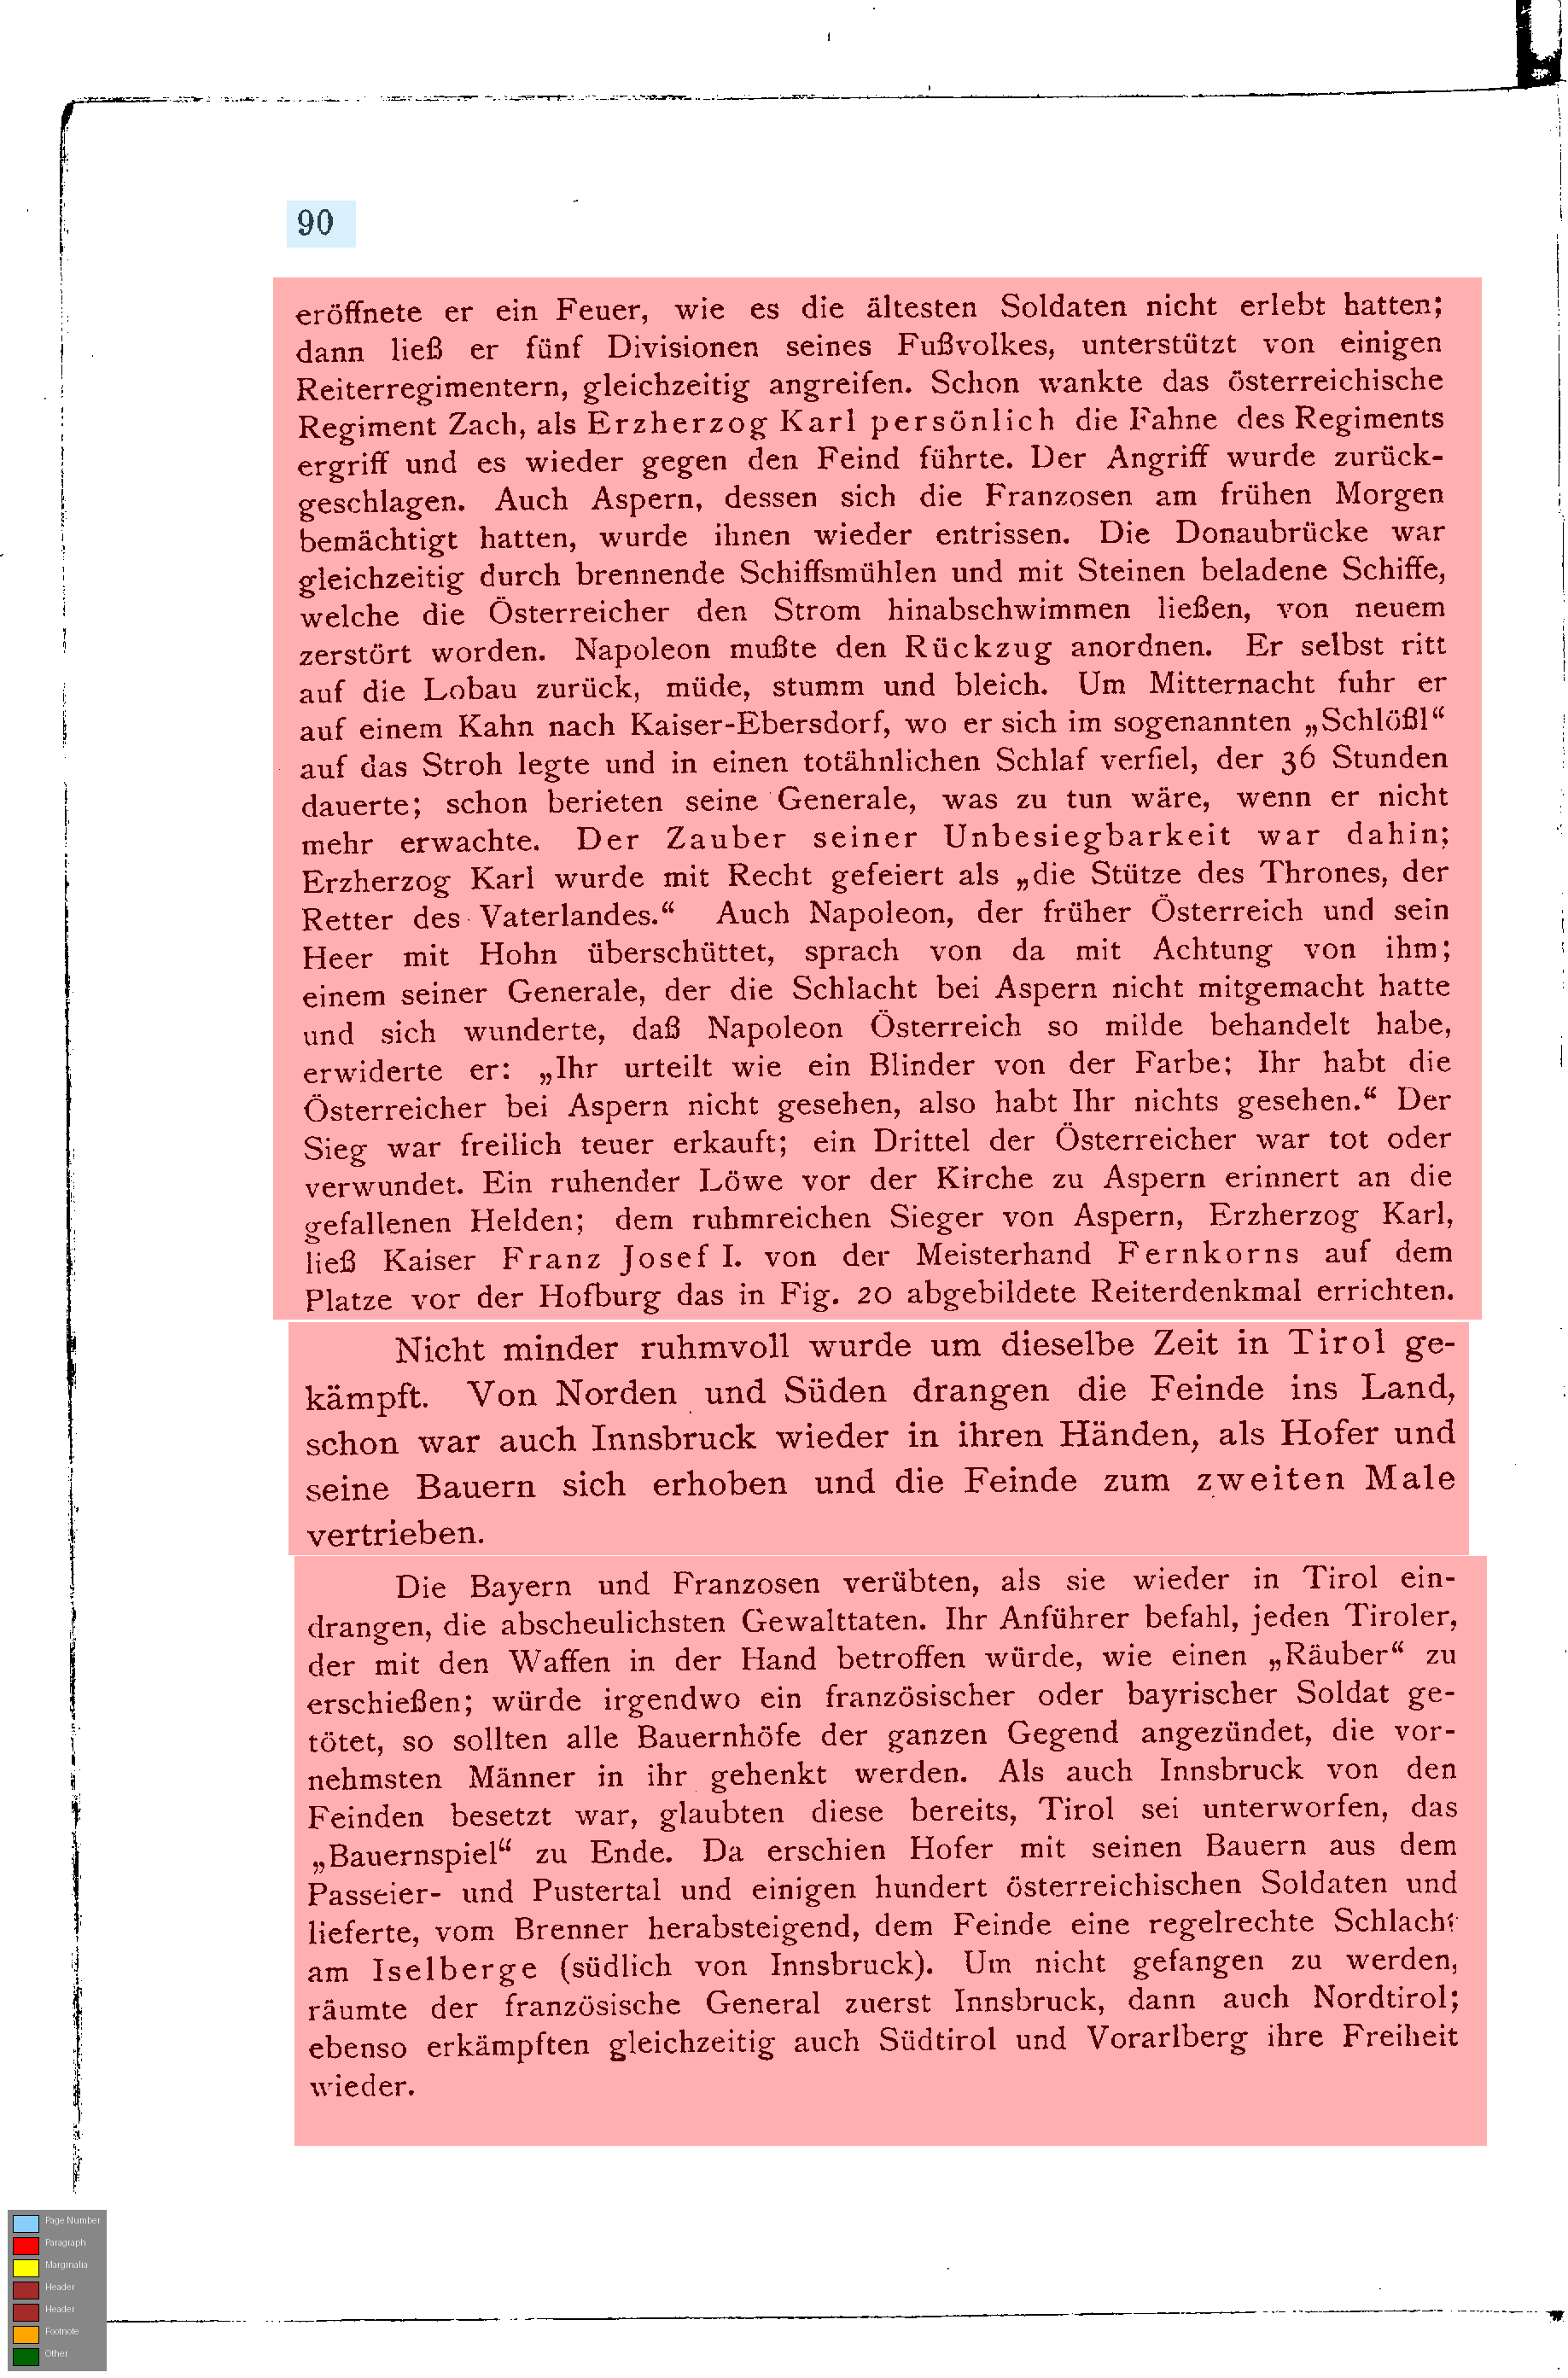 90
eröffnete er ein Feuer, wie es die ältesten Soldaten nicht erlebt hatten;
dann ließ er fünf Divisionen seines Fußvolkes, unterstützt von einigen
Reiterregimentern, gleichzeitig angreifen. Schon wankte das österreichische
Regiment Zach, als Erzherzog Karl persönlich die Fahne des Regiments
ergriff und es wieder gegen den Feind führte. Der Angriff wurde zurück-
geschlagen. Auch Aspern, dessen sich die Franzosen am frühen Morgen
bemächtigt hatten, wurde ihnen wieder entrissen. Die Donaubrücke war
gleichzeitig durch brennende Schiffsmühlen und mit Steinen beladene Schiffe,
welche die Österreicher den Strom hinabschwimmen ließen, von neuem
zerstört worden. Napoleon mußte den Rückzug anordnen. Er selbst ritt
auf die Lobau zurück, müde, stumm und bleich. Um Mitternacht fuhr er
auf einem Kahn nach Kaiser-Ebersdorf, wo er sich im sogenannten „Schlößl“
auf das Stroh legte und in einen totähnlichen Schlaf verfiel, der 36 Stunden
dauerte; schon berieten seine Generale, was zu tun wäre, wenn er nicht
mehr erwachte. Der Zauber seiner Unbesiegbarkeit war dahin;
Erzherzog Karl wurde mit Recht gefeiert als „die Stütze des Thrones, der
Retter des Vaterlandes.“ Auch Napoleon, der früher Österreich und sein
Heer mit Hohn überschüttet, sprach von da mit Achtung von ihm;
einem seiner Generale, der die Schlacht bei Aspern nicht mitgemacht hatte
und sich wunderte, daß Napoleon Österreich so milde behandelt habe,
erwiderte er: „Ihr urteilt wie ein Blinder von der Farbe; Ihr habt die
Österreicher bei Aspern nicht gesehen, also habt Ihr nichts gesehen.“ Der
Sieg war freilich teuer erkauft; ein Drittel der Österreicher war tot oder
verwundet. Ein ruhender Löwe vor der Kirche zu Aspern erinnert an die
gefallenen Helden; dem ruhmreichen Sieger von Aspern, Erzherzog Karl,
ließ Kaiser Franz Josef I. von der Meisterhand Fernkorns auf dem
Platze vor der Hofburg das in Fig. 20 abgebildete Reiterdenkmal errichten.
Nicht minder ruhmvoll wurde um dieselbe Zeit in Tirol ge-
kämpft. Von Norden und Süden drangen die Feinde ins Land,
schon war auch Innsbruck wieder in ihren Händen, als Hofer und
seine Bauern sich erhoben und die Feinde zum zweiten Male
vertrieben.
Die Bayern und Franzosen verübten, als sie wieder in Tirol ein-
drangen, die abscheulichsten Gewalttaten. Ihr Anführer befahl, jeden Tiroler,
der mit den Waffen in der Hand betroffen würde, wie einen „Räuber“ zu
erschießen; würde irgendwo ein französischer oder bayrischer Soldat ge-
tötet, so sollten alle Bauernhöfe der ganzen Gegend angezündet, die vor-
nehmsten Männer in ihr gehenkt werden. Als auch Innsbruck von den
Feinden besetzt war, glaubten diese bereits, Tirol sei unterworfen, das
„Bauernspiel“ zu Ende. Da erschien Hofer mit seinen Bauern aus dem
Passeier- und Pustertal und einigen hundert österreichischen Soldaten und
lieferte, vom Brenner herabsteigend, dem Feinde eine regelrechte Schlacht
am Iselberge (südlich von Innsbruck). Um nicht gefangen zu werden,
räumte der französische General zuerst Innsbruck, dann auch Nordtirol;
ebenso erkämpften gleichzeitig auch Südtirol und Vorarlberg ihre Freiheit
wieder.
Page Number
Paragraph
Marginalia
Header
Header
Footnote
Other